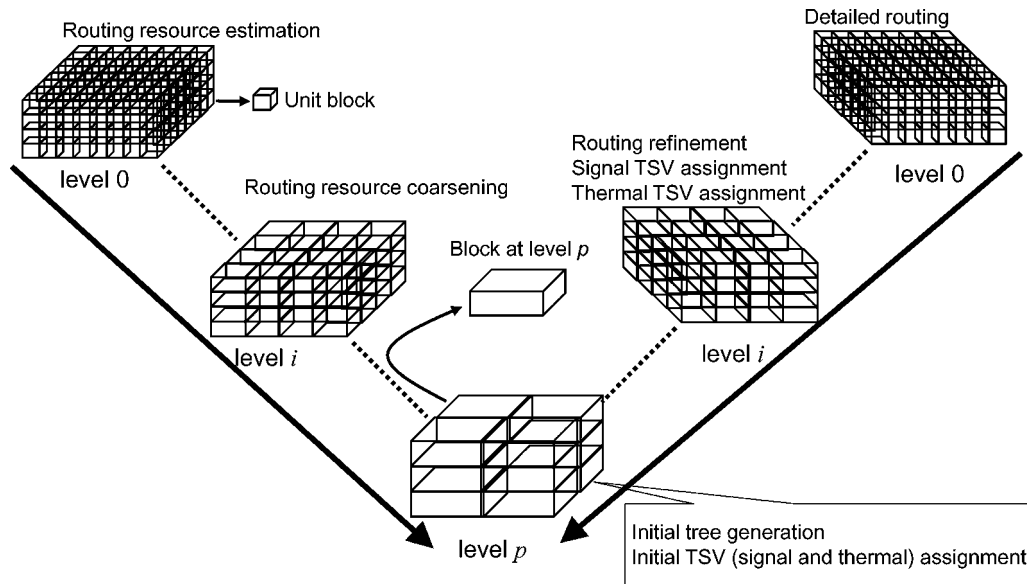 Routing resource estimation
Detailed routing
Unit block
level 0
level 0
Routing refinement
Signal TSV assignment
Thermal TSV assignment
Routing resource coarsening
Block at level p
level i
level i
level p
Initial tree generation
Initial TSV (signal and thermal) assignment